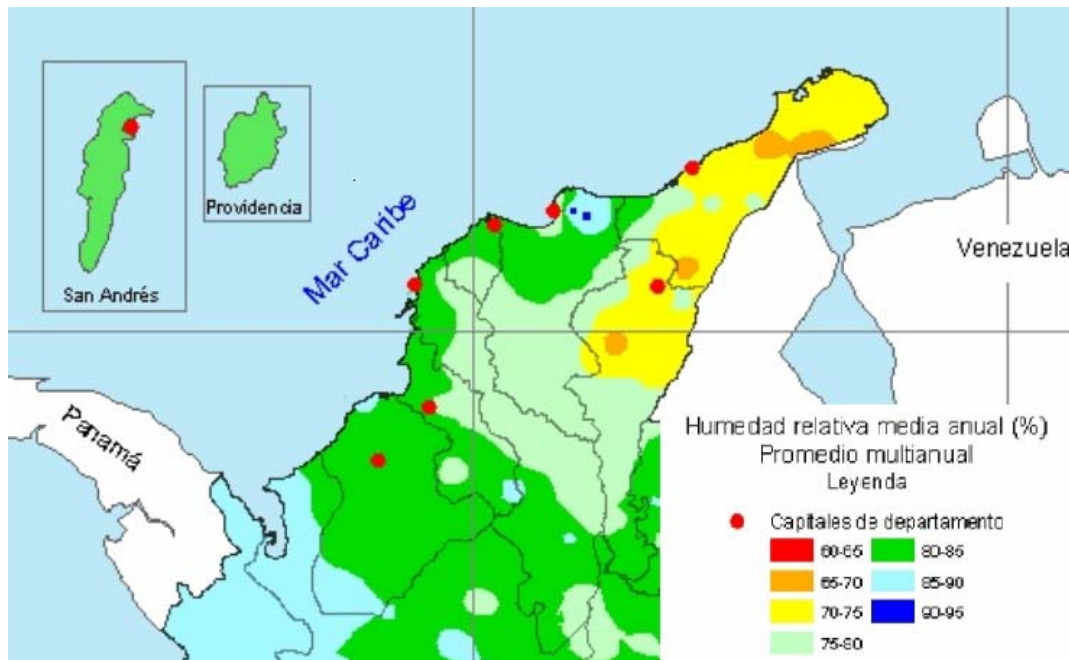 San Andrés
Providencia
Mar Caribe
Venezuela
Panamá
Humedad relativa media anual (%)
Promedio multianual
Leyenda
Capitales de departamento
60-65
65-70
70-75
75-80
80-85
85-90
90-95